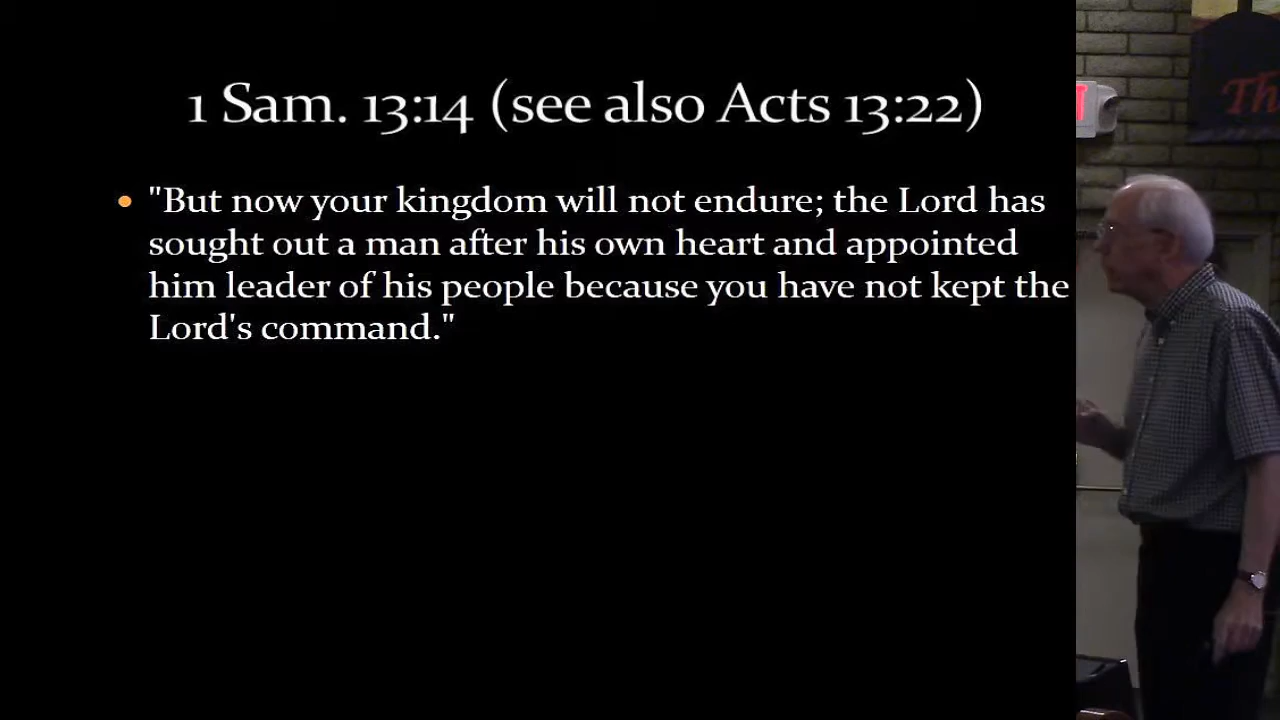 1 Sam. 13:14 (see also Acts 13:22)
• "But now your kingdom will not endure; the Lord has
sought out a man after his own heart and appointed
him leader of his people because you have not kept the
Lord's command."
Th